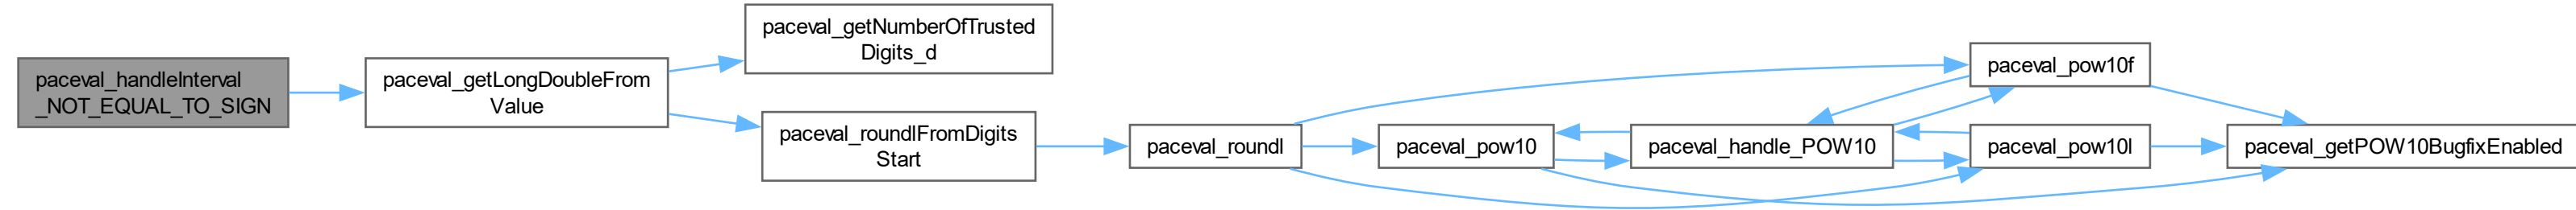 paceval_handleInterval
_NOT_EQUAL_TO_SIGN
paceval_getLongDoubleFrom
Value
paceval_getNumberOfTrusted
Digits_d
paceval_roundlFromDigits
Start
paceval_roundl
paceval_pow10
paceval_handle_POW10
paceval_pow10f
paceval_pow10l
paceval_getPOW10BugfixEnabled